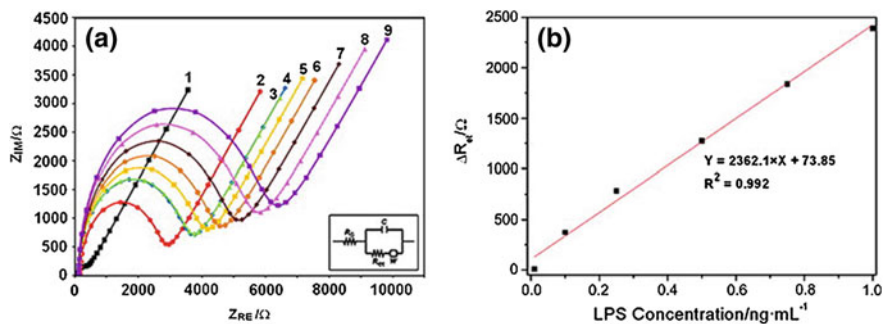 (a)
4500
4000
3500
3000
2500
2000
1500
1000
500
0
Z_IM/Ω
0 2000 4000 6000 8000 10000
Z_RE/Ω
1 2 3 4 5 6 7 8 9
C
R_et W
(b)
2500
2000
1500
1000
500
0
ΔR_et/Ω
Y = 2362.1×X + 73.85
R² = 0.992
0.0 0.2 0.4 0.6 0.8 1.0
LPS Concentration/ng·mL⁻¹